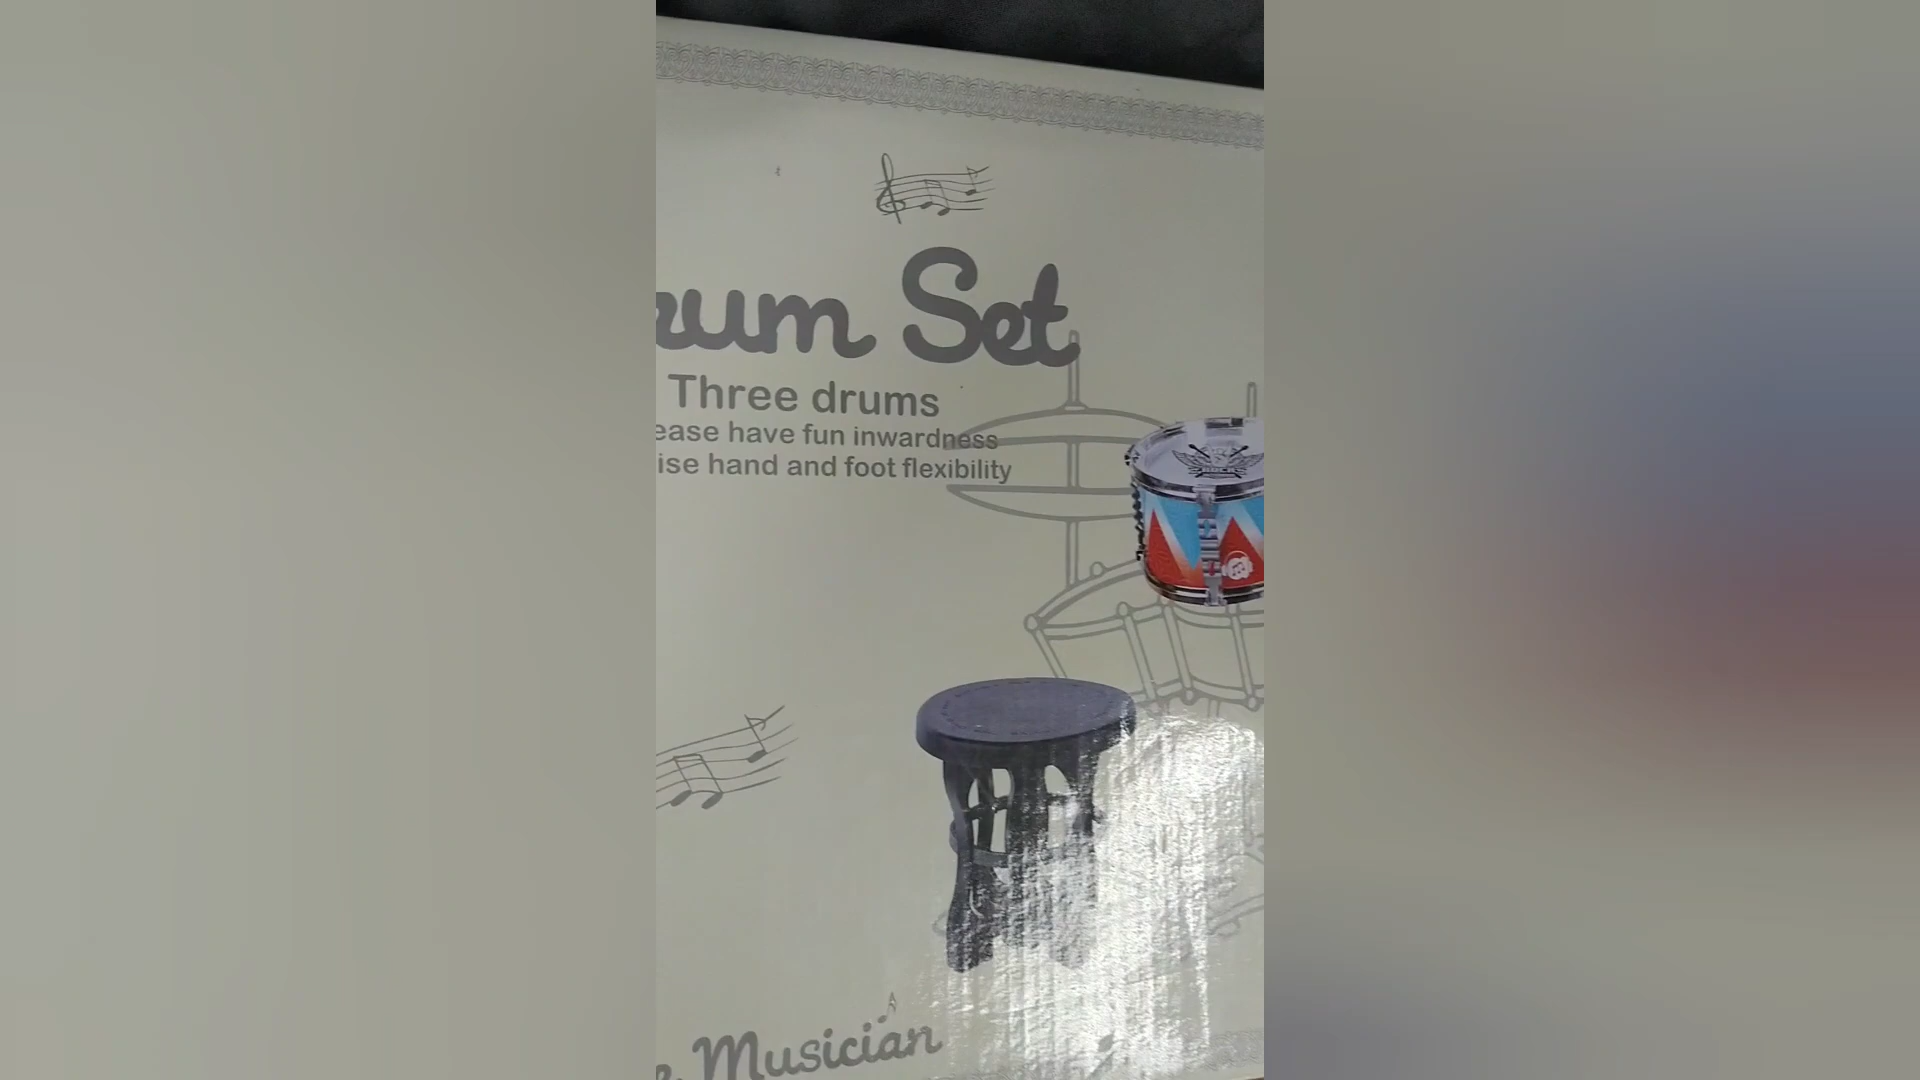 rum Set
Three drums
ease have fun inwardness
ise hand and foot flexibility
Musician